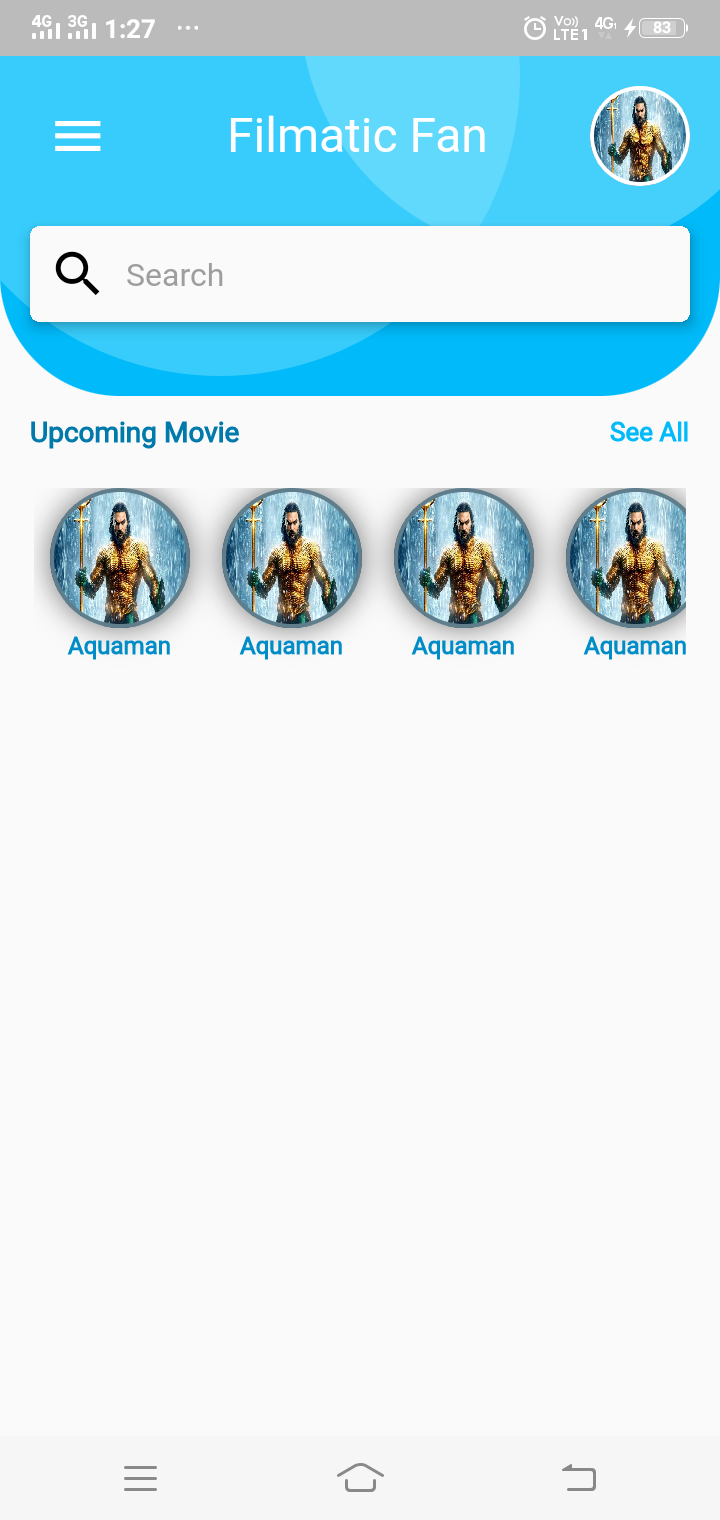 4G 3G 1:27 ... Vo)) LTE1 4G 83
Filmatic Fan
Search
Upcoming Movie See All
Aquaman Aquaman Aquaman Aquaman